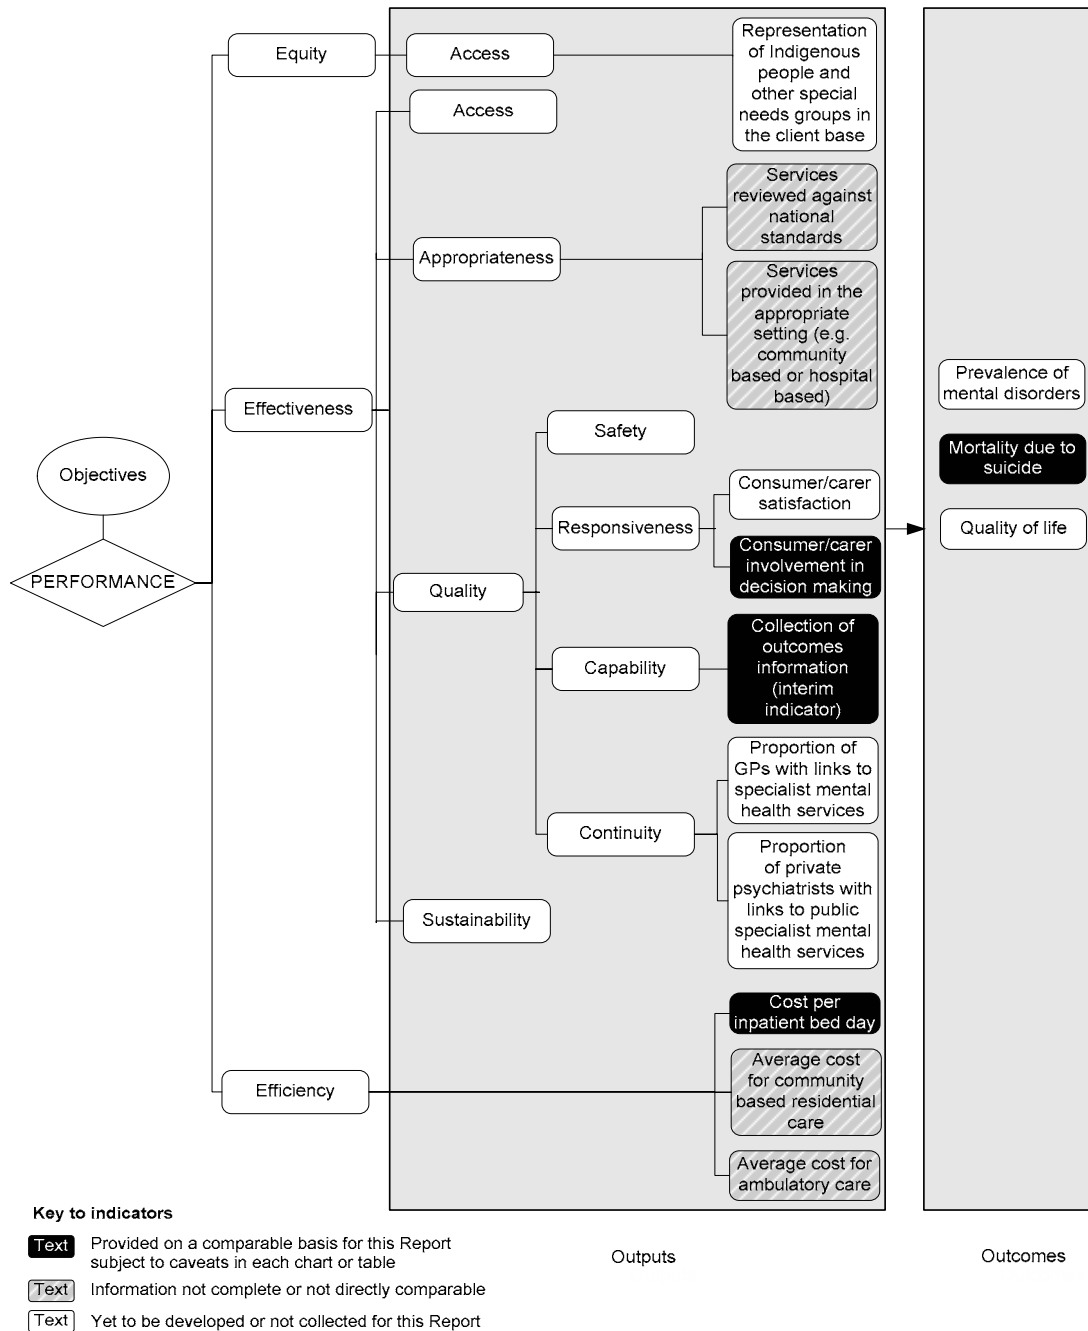 Equity
Access
Representation
of Indigenous
people and
other special
needs groups in
the client base
Access
Services
reviewed against
national
standards
Appropriateness
Services
provided in the
appropriate
setting (e.g.
community
based or hospital
based)
Effectiveness
Safety
Objectives
PERFORMANCE
Responsiveness
Consumer/carer
satisfaction
Consumer/carer
involvement in
decision making
Quality
Capability
Collection of
outcomes
information
(interim
indicator)
Continuity
Proportion of
GPs with links to
specialist mental
health services
Proportion
of private
psychiatrists with
links to public
specialist mental
health services
Sustainability
Efficiency
Cost per
inpatient bed day
Average cost
for community
based residential
care
Average cost for
ambulatory care
Prevalence of
mental disorders
Mortality due to
suicide
Quality of life
Key to indicators
Text Provided on a comparable basis for this Report
subject to caveats in each chart or table
Text Information not complete or not directly comparable
Text Yet to be developed or not collected for this Report
Outputs
Outcomes